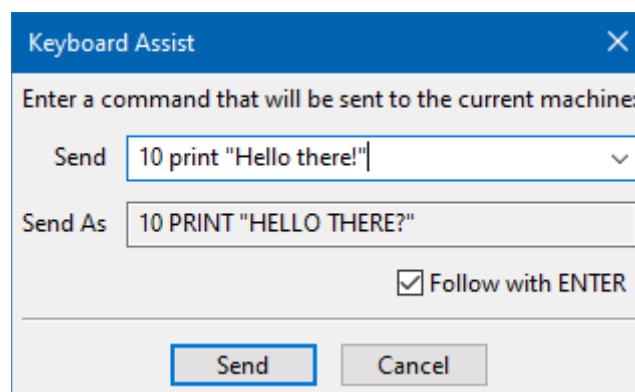 Keyboard Assist
Enter a command that will be sent to the current machine:
Send 10 print "Hello there!"
Send As 10 PRINT "HELLO THERE?"
Follow with ENTER
Send Cancel